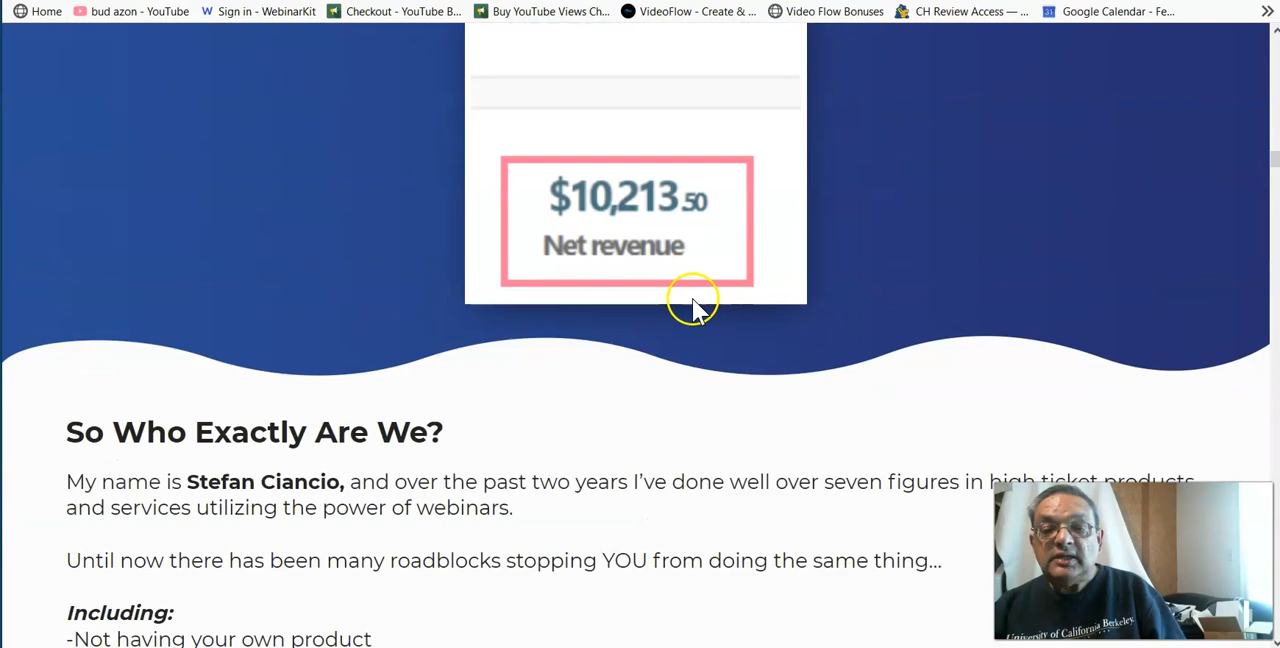 Home bud azon - YouTube Sign in - WebinarKit Checkout - YouTube B... Buy YouTube Views Ch... VideoFlow - Create & ... Video Flow Bonuses CH Review Access — ... 31 Google Calendar - Fe...
$10,213.50
Net revenue
So Who Exactly Are We?
My name is Stefan Ciancio, and over the past two years I've done well over seven figures in high ticket products
and services utilizing the power of webinars.
Until now there has been many roadblocks stopping YOU from doing the same thing...
Including:
-Not having your own product
University of California Berkeley.